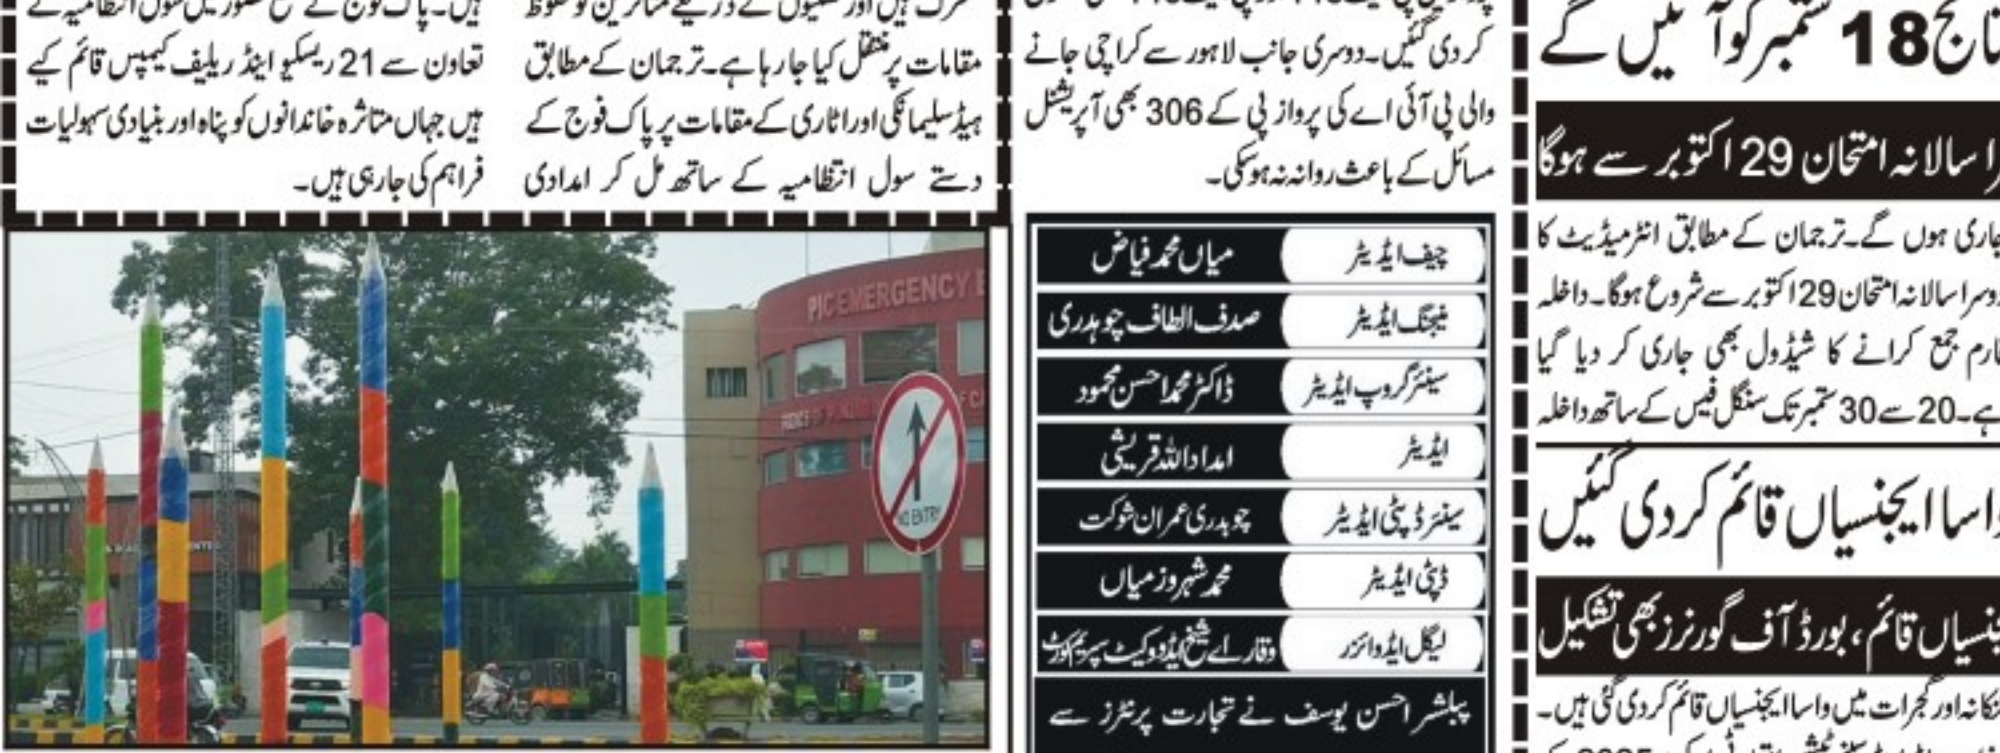 نتائج 18 ستمبر کو آئیں گے
سالانہ امتحان 29 اکتوبر سے ہوگا
جاری ہوں گے۔ ترجمان کے مطابق انٹرمیڈیٹ کا
دوسرا سالانہ امتحان 29 اکتوبر سے شروع ہوگا۔ داخلہ
فارم جمع کرانے کا شیڈول بھی جاری کر دیا گیا
ہے۔ 20 سے 30 ستمبر تک سنگل فیس کے ساتھ داخلہ
واسا ایجنسیاں قائم کردی گئیں
ایجنسیاں قائم، بورڈ آف گورنرز بھی تشکیل
ننکانہ اور گجرات میں واسا ایجنسیاں قائم کردی گئی ہیں۔
کر دی گئیں۔ دوسری جانب لاہور سے کراچی جانے
والی پی آئی اے کی پرواز پی کے 306 بھی آپریشنل
مسائل کے باعث روانہ نہ ہوسکی۔
چیف ایڈیٹر میاں محمد فیاض
منیجنگ ایڈیٹر صدف الطاف چوہدری
سینئر گروپ ایڈیٹر ڈاکٹر محمد احسن محمود
ایڈیٹر امداد اللہ قریشی
سینئر ڈپٹی ایڈیٹر چوہدری عمران شوکت
ڈپٹی ایڈیٹر محمد شہروز میاں
لیگل ایڈوائزر وقار اے شیخ ایڈووکیٹ سپریم کورٹ
پبلشر احسن یوسف نے تجارت پرنٹرز سے
مقامات پر منتقل کیا جا رہا ہے۔ ترجمان کے مطابق
ہیڈ سلیمانکی اور اٹاری کے مقامات پر پاک فوج کے
دستے سول انتظامیہ کے ساتھ مل کر امدادی
ہیں۔ پاک فوج کے سول انتظامیہ کے
تعاون سے 21 ریسکیو اینڈ ریلیف کیمپس قائم کیے
ہیں جہاں متاثرہ خاندانوں کو پناہ اور بنیادی سہولیات
فراہم کی جارہی ہیں۔
PIC EMERGENCY
NO ENTRY